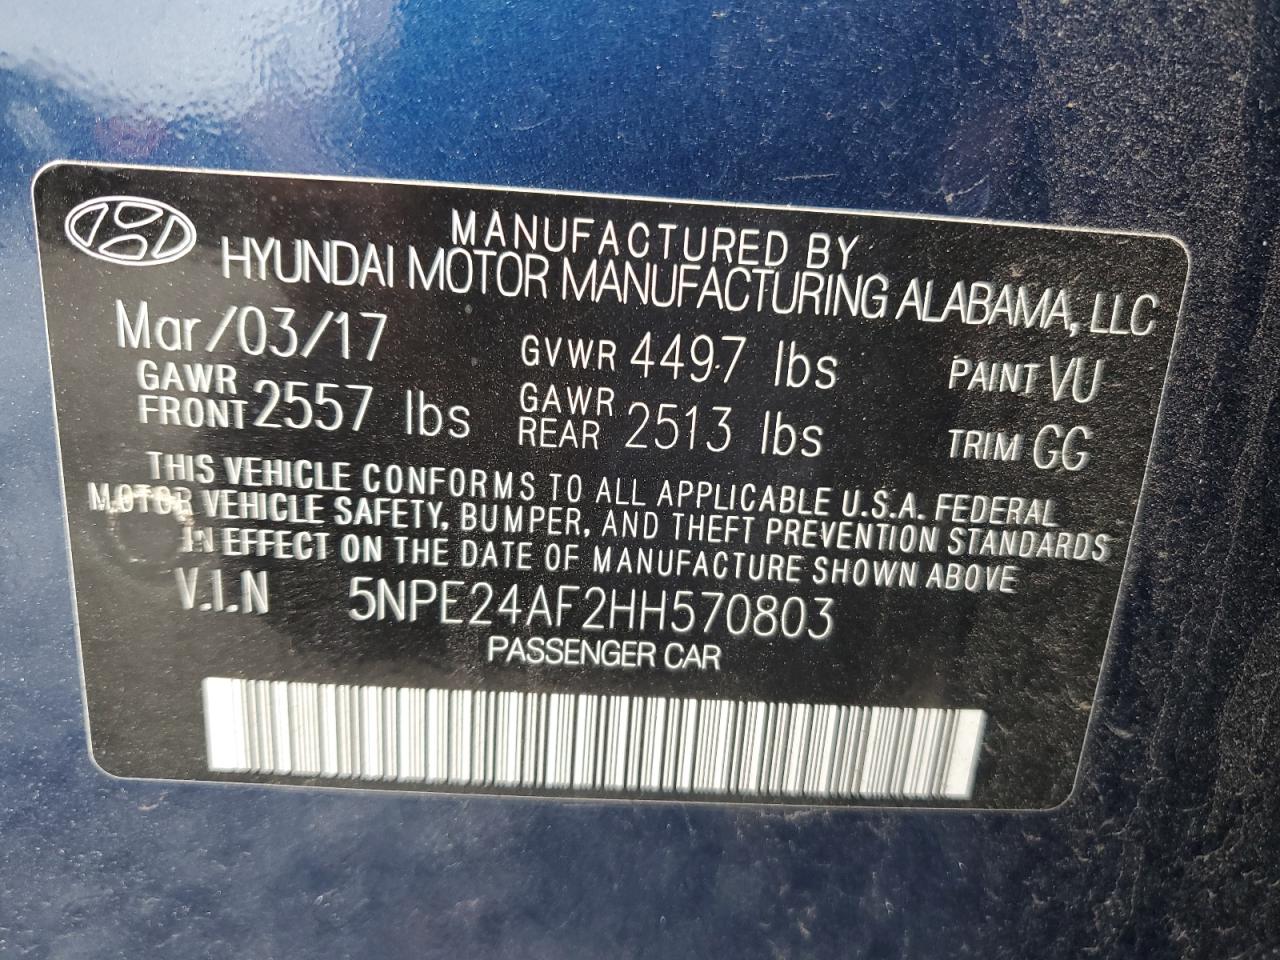 MANUFACTURED BY
HYUNDAI MOTOR MANUFACTURING ALABAMA, LLC
Mar/03/17 GVWR 4497 lbs PAINT VU
GAWR FRONT 2557 lbs GAWR REAR 2513 lbs TRIM GG
THIS VEHICLE CONFORMS TO ALL APPLICABLE U.S.A. FEDERAL
MOTOR VEHICLE SAFETY, BUMPER, AND THEFT PREVENTION STANDARDS
IN EFFECT ON THE DATE OF MANUFACTURE SHOWN ABOVE
V.I.N 5NPE24AF2HH570803
PASSENGER CAR